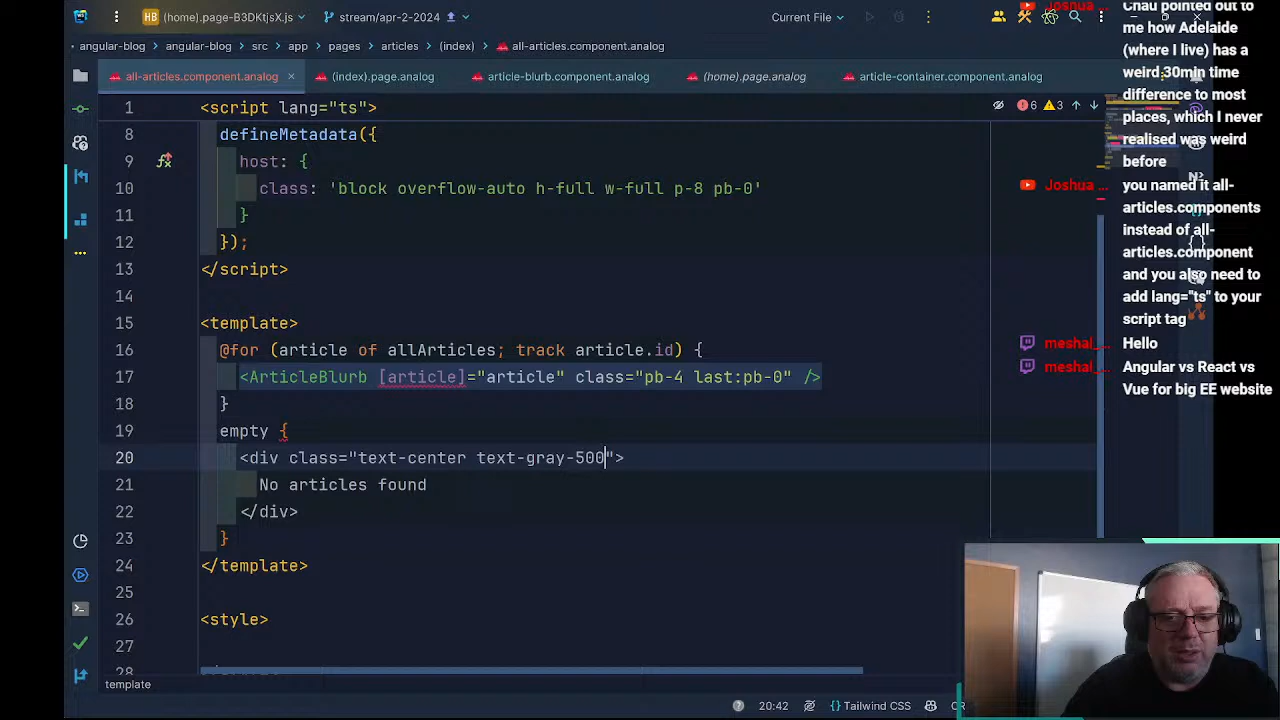 (home).page-B3DKtjsX.js
stream/apr-2-2024
Current File
angular-blog angular-blog src app pages articles (index) all-articles.component.analog
all-articles.component.analog (index).page.analog article-blurb.component.analog (home).page.analog article-container.component.analog
1 <script lang="ts">
6 3
8 defineMetadata({
9 host: {
10 class: 'block overflow-auto h-full w-full p-8 pb-0'
11 }
12 });
13 </script>
14
15 <template>
16 @for (article of allArticles; track article.id) {
17 <ArticleBlurb [article]="article" class="pb-4 last:pb-0" />
18 }
19 empty {
20 <div class="text-center text-gray-500">
21 No articles found
22 </div>
23 }
24 </template>
25
26 <style>
27
28
template
20:42 Tailwind CSS
Joshua
Chau pointed out to
me how Adelaide
(where I live) has a
weird 30min time
difference to most
places, which I never
realised was weird
before
Joshua ...
you named it all-
articles.components
instead of all-
articles.component
and you also need to
add lang="ts" to your
script tag
meshal_... Hello
meshal_... Angular vs React vs
Vue for big EE website